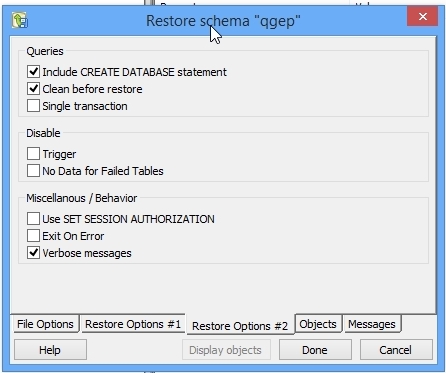 Restore schema "qgep"
Queries
Include CREATE DATABASE statement
Clean before restore
Single transaction
Disable
Trigger
No Data for Failed Tables
Miscellanous / Behavior
Use SET SESSION AUTHORIZATION
Exit On Error
Verbose messages
File Options Restore Options #1 Restore Options #2 Objects Messages
Help Display objects Done Cancel